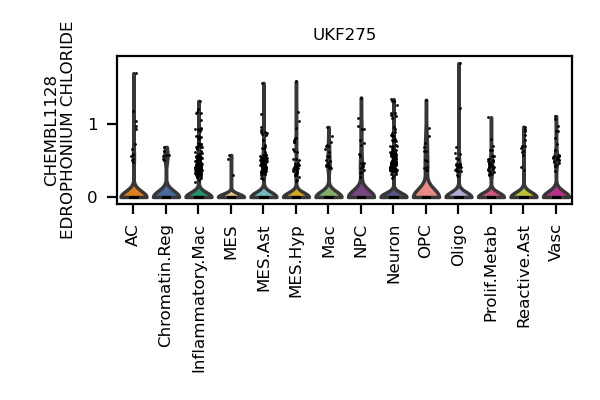 UKF275
CHEMBL1128
EDROPHONIUM CHLORIDE
1
0
AC
Chromatin.Reg
Inflammatory.Mac
MES
MES.Ast
MES.Hyp
Mac
NPC
Neuron
OPC
Oligo
Prolif.Metab
Reactive.Ast
Vasc